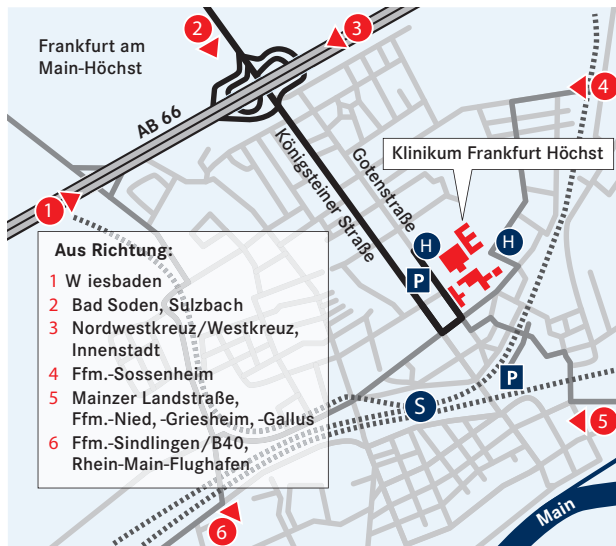 2
3
Frankfurt am
Main-Höchst
4
AB 66
Königsteiner Straße
Gotenstraße
Klinikum Frankfurt Höchst
1
H
H
P
Aus Richtung:
1 W iesbaden
2 Bad Soden, Sulzbach
3 Nordwestkreuz/Westkreuz,
Innenstadt
4 Ffm.-Sossenheim
5 Mainzer Landstraße,
Ffm.-Nied, -Griesheim, -Gallus
6 Ffm.-Sindlingen/B40,
Rhein-Main-Flughafen
P
S
5
6
Main